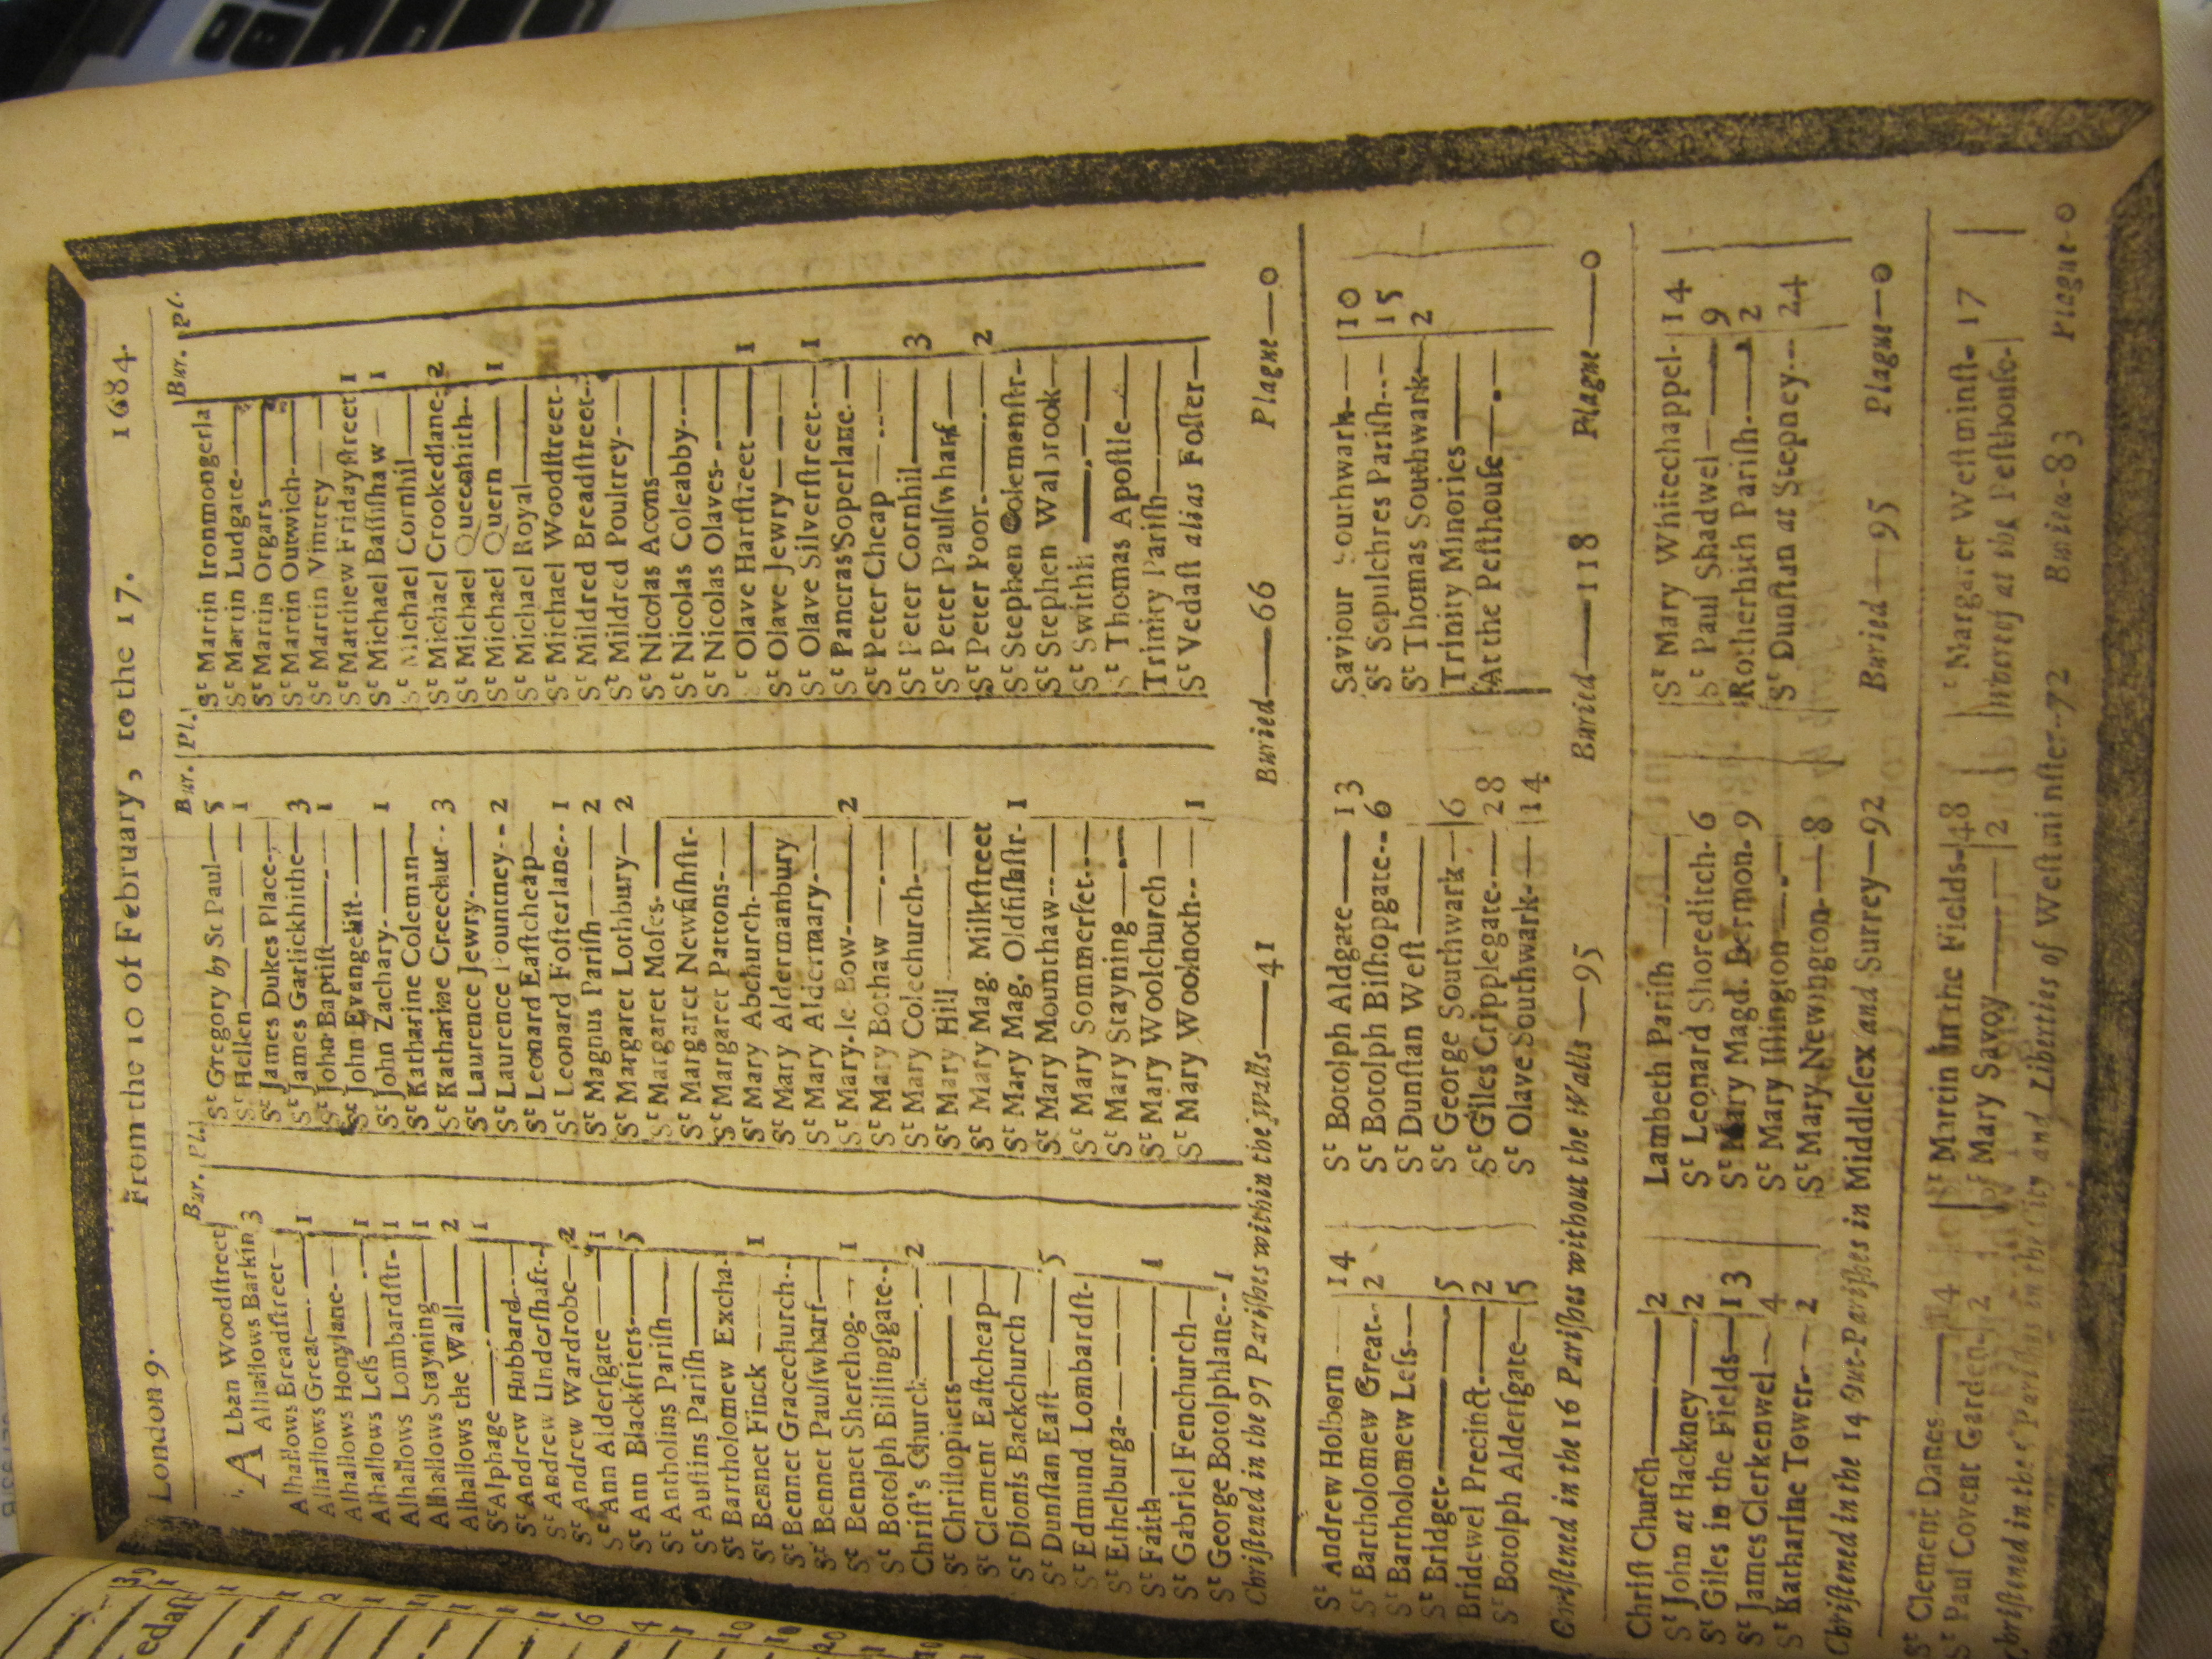 London 9. From the 10 of February, to the 17. 1684.
Bur. Pl.
ALban Woodſtreet
Alhallows Barkin 3
Alhallows Breadſtreet
Alhallows Great 1
Alhallows Honylane
Alhallows Leſs 1
Alhallows Lombardſtr 1
Alhallows Stayning 1
Alhallows the Wall 2
St Alphage 1
St Andrew Hubbard
St Andrew Underſhaft
St Andrew Wardrobe 2
St Ann Alderſgate 1
St Ann Blackfriers 5
St Antholins Pariſh
St Auſtins Pariſh
St Bartholomew Excha.
St Bennet Finck 1
St Bennet Gracechurch
St Bennet Paulſwharf
St Bennet Sherehog 1
St Botolph Billingſgate
Chriſt's Church 2
St Chriſtophers
St Clement Eaſtcheap
St Dionis Backchurch
St Dunſtan Eaſt 5
St Edmund Lombardſt
St Ethelburga
St Faith 1
St Gabriel Fenchurch
St George Botolphlane 1
Bur. Pl.
St Gregory by St Paul 5
St Hellen 1
St James Dukes Place
St James Garlickhithe 3
St John Baptiſt 1
St John Evangeliſt
St John Zachary 1
St Katharine Coleman
St Katharine Creechur 3
St Laurence Jewry
St Laurence Pountney 2
St Leonard Eaſtcheap
St Leonard Foſterlane 1
St Magnus Pariſh 2
St Margaret Lothbury 2
St Margaret Moſes
St Margaret Newfiſhſtr
St Margaret Pattons
St Mary Abchurch
St Mary Aldermanbury
St Mary Aldermary
St Mary-le-Bow 2
St Mary Bothaw
St Mary Colechurch
St Mary Hill
St Mary Mag. Milkſtreet
St Mary Mag. Oldfiſhſtr 1
St Mary Mounthaw
St Mary Sommerſet
St Mary Stayning
St Mary Woolchurch
St Mary Woolnoth 1
Bur. Pl.
St Martin Ironmongerla
St Martin Ludgate
St Martin Orgars
St Martin Outwich
St Martin Vintrey
St Matthew Fridayſtreet 1
St Michael Baſſiſhaw 1
St Michael Cornhil
St Michael Crookedlane 2
St Michael Queenhith
St Michael Quern 1
St Michael Royal
St Michael Woodſtreet
St Mildred Breadſtreet
St Mildred Poultrey
St Nicolas Acons
St Nicolas Coleabby
St Nicolas Olaves
St Olave Hartſtreet 1
St Olave Jewry
St Olave Silverſtreet 1
St Pancras Soperlane
St Peter Cheap
St Peter Cornhil 3
St Peter Paulſwharf
St Peter Poor 2
St Stephen Colemanſtr
St Stephen Walbrook
St Swithi
St Thomas Apoſtle
Trinity Pariſh
St Vedaſt alias Foſter
Chriſtened in the 97 Pariſhes within the Walls 41 Buried 66 Plague 0
St Andrew Holborn 14
St Bartholomew Great 2
St Bartholomew Leſs
St Bridget 5
Bridewel Precinct 2
St Botolph Alderſgate 5
St Botolph Aldgate 13
St Botolph Biſhopgate 6
St Dunſtan Weſt
St George Southwark 6
St Giles Cripplegate 28
St Olave Southwark 14
Saviour Southwark 10
St Sepulchres Pariſh 15
St Thomas Southwark 2
Trinity Minories
At the Peſthouſe
Chriſtened in the 16 Pariſhes without the Walls 95 Buried 118 Plague 0
Chriſt Church 2
St John at Hackney 2
St Giles in the Fields 13
St James Clerkenwel 4
St Katharine Tower 2
Lambeth Pariſh
St Leonard Shoreditch 6
St Mary Magd. Bermon 9
St Mary Iſlington
St Mary Newington 8
St Mary Whitechappel 14
St Paul Shadwel 9
Rotherhith Pariſh 2
St Dunſtan at Stepney 24
Chriſtened in the 14 Out-Pariſhes in Middleſex and Surrey 92 Buried 95 Plague 0
St Clement Danes 14
St Paul Covent Garden 2
St Martin in the Fields 48
St Mary Savoy 2
Margaret Weſtminſt 17
Whereof at the Peſthouſe
Chriſtened in the Pariſhes in the City and Liberties of Weſtminſter 72 Buried 83 Plague 0